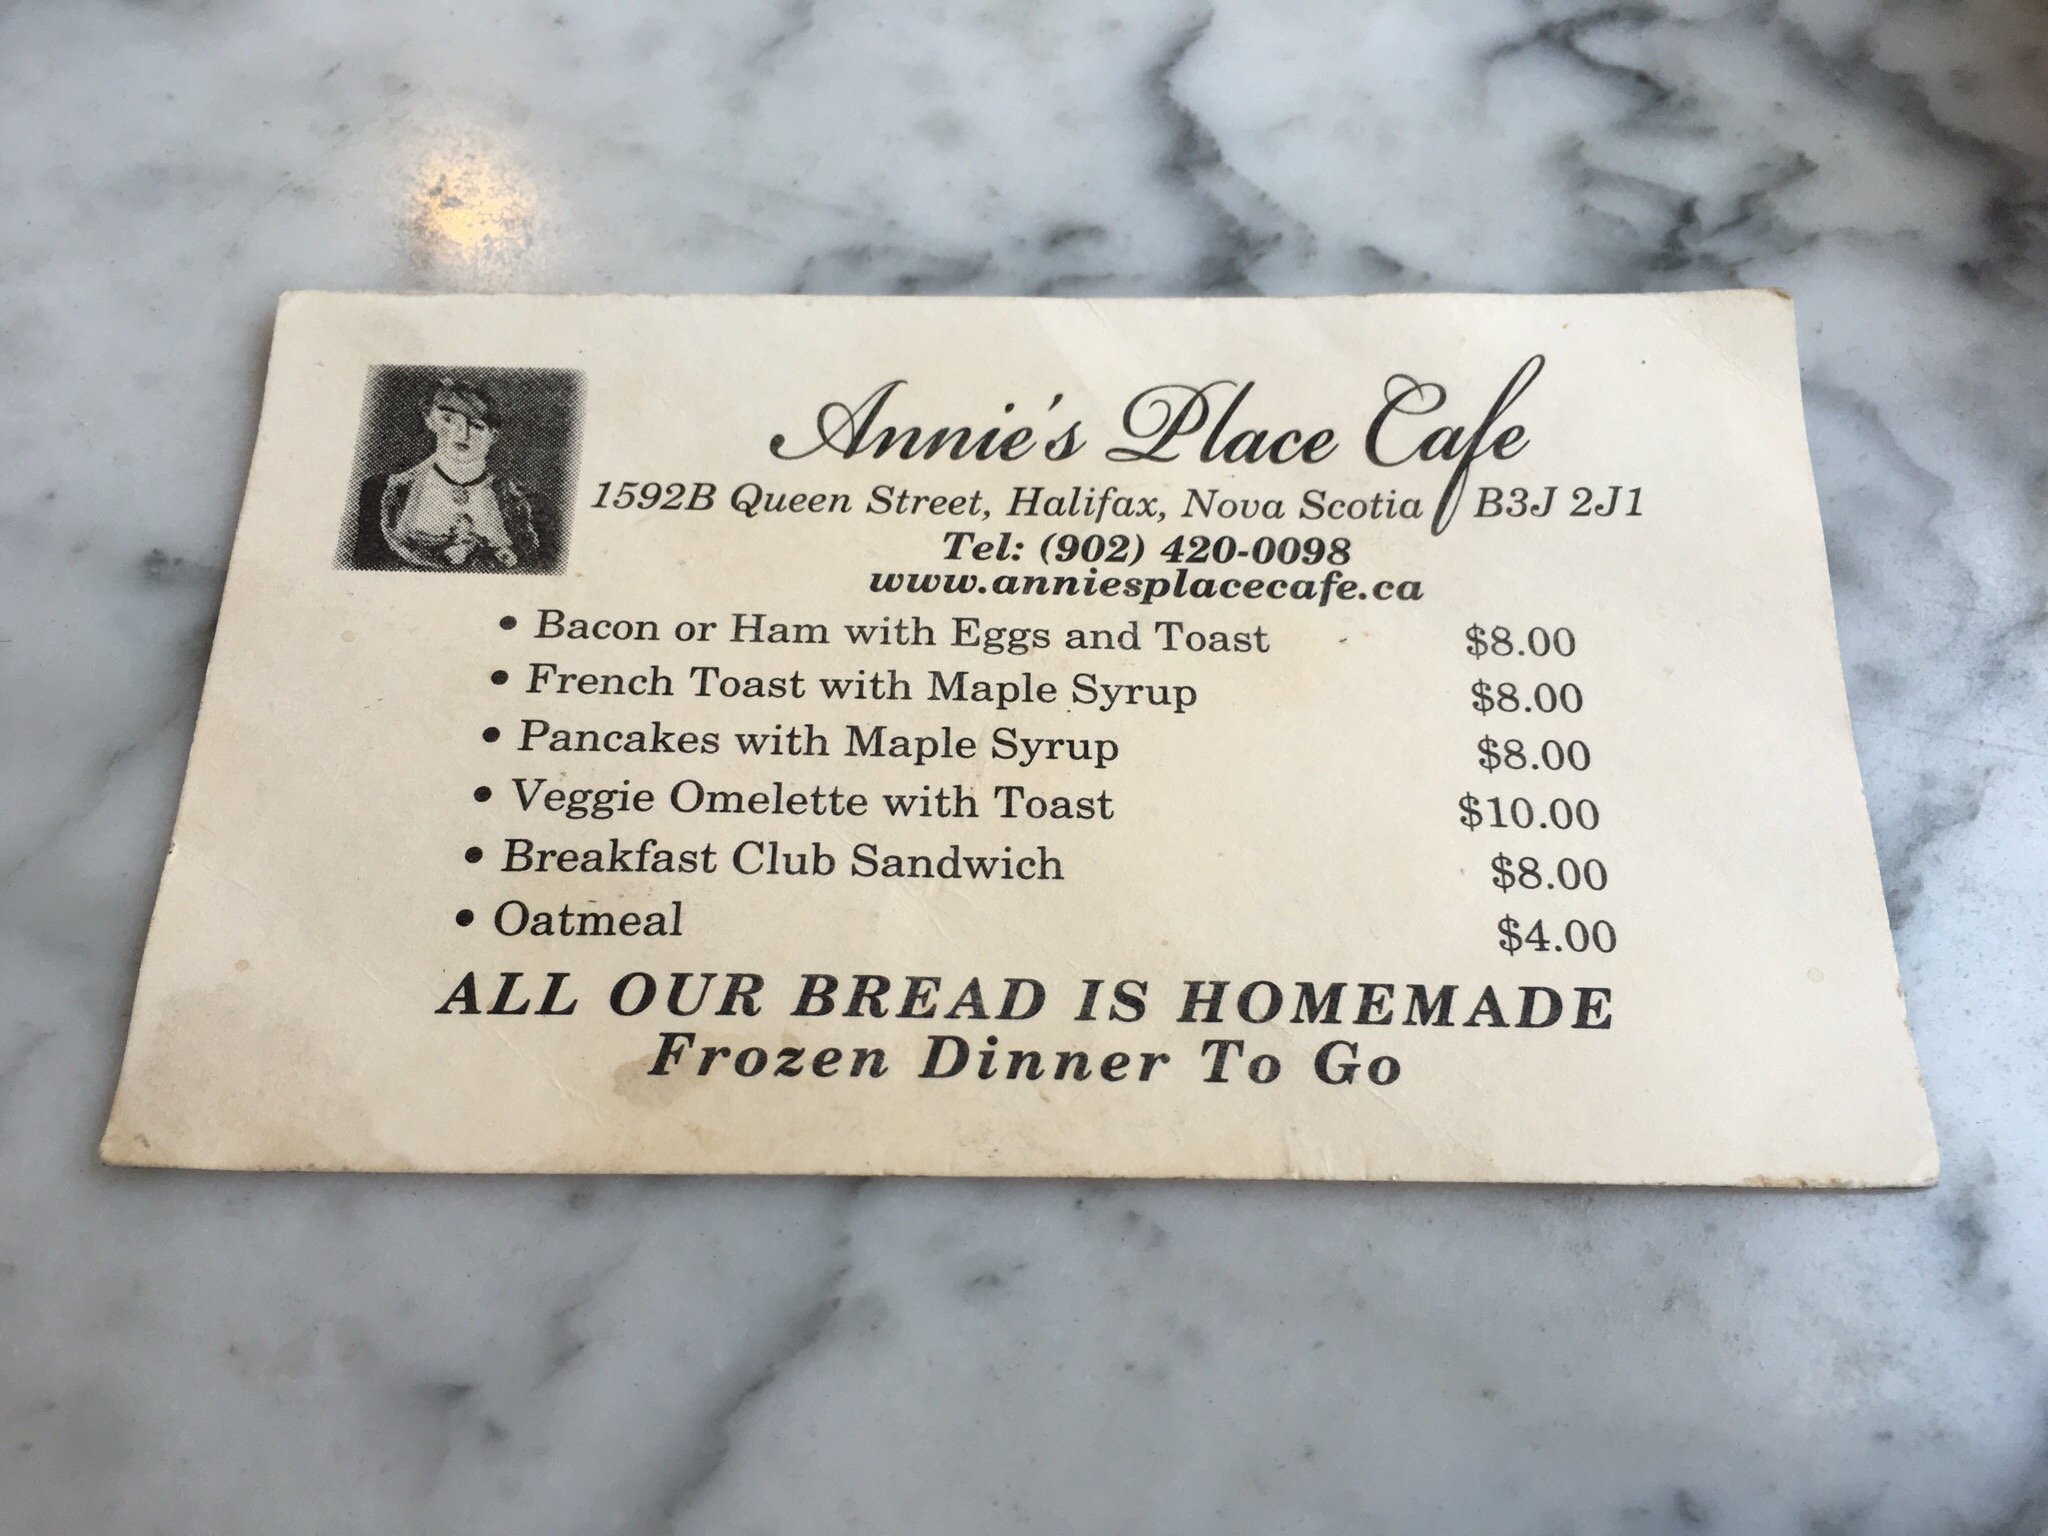 Annie's Place Cafe
1592B Queen Street, Halifax, Nova Scotia B3J 2J1
Tel: (902) 420-0098
www.anniesplacecafe.ca
• Bacon or Ham with Eggs and Toast $8.00
• French Toast with Maple Syrup $8.00
• Pancakes with Maple Syrup $8.00
• Veggie Omelette with Toast $10.00
• Breakfast Club Sandwich $8.00
• Oatmeal $4.00
ALL OUR BREAD IS HOMEMADE
Frozen Dinner To Go